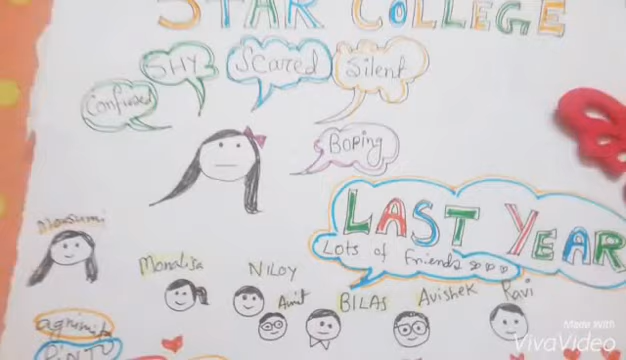 STAR COLLEGE
SHY
Scared
Silent
Confused
BoRing
LAST YEAR
LOTS of friends
Mousumi
Monalisa
NILOY
Amit
BILAS
Avishek
Ravi
PINTU
Made With
VivaVideo